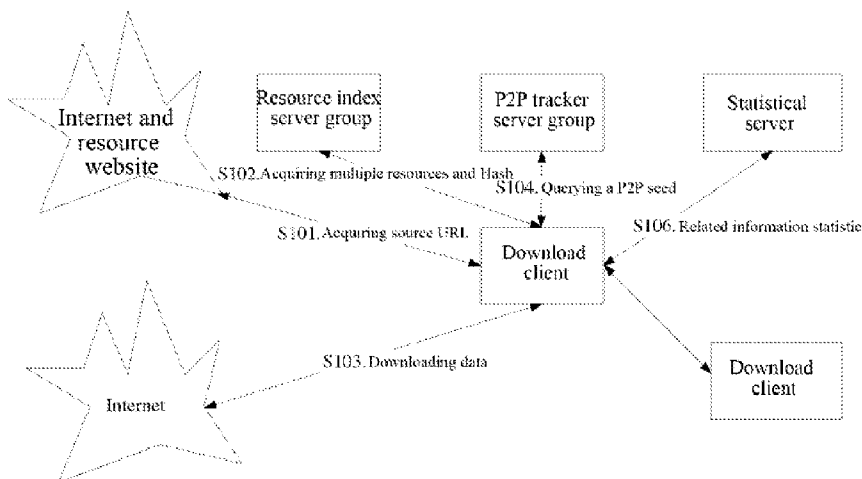 Internet and
resource
website
Resource index
server group
P2P tracker
server group
Statistical
server
S102.Acquiring multiple resources and Hash
S104.Querying a P2P seed
S101.Acquiring source URL
S106.Related information statistic
Download
client
S103.Downloading data
Internet
Download
client